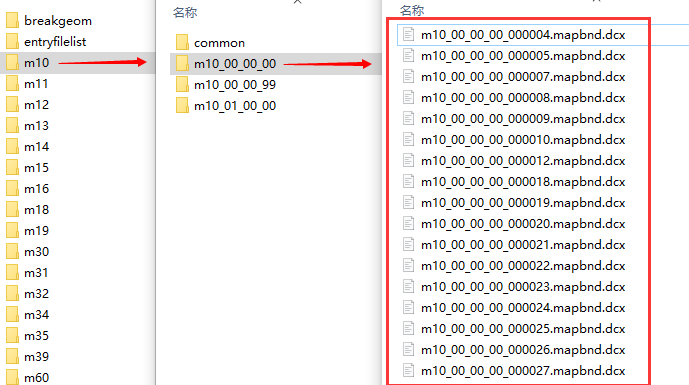 breakgeom
entryfilelist
m10
m11
m12
m13
m14
m15
m16
m18
m19
m30
m31
m32
m34
m35
m39
m60
名称
common
m10_00_00_00
m10_00_00_99
m10_01_00_00
名称
m10_00_00_00_000004.mapbnd.dcx
m10_00_00_00_000005.mapbnd.dcx
m10_00_00_00_000007.mapbnd.dcx
m10_00_00_00_000008.mapbnd.dcx
m10_00_00_00_000009.mapbnd.dcx
m10_00_00_00_000010.mapbnd.dcx
m10_00_00_00_000012.mapbnd.dcx
m10_00_00_00_000018.mapbnd.dcx
m10_00_00_00_000019.mapbnd.dcx
m10_00_00_00_000020.mapbnd.dcx
m10_00_00_00_000021.mapbnd.dcx
m10_00_00_00_000022.mapbnd.dcx
m10_00_00_00_000023.mapbnd.dcx
m10_00_00_00_000024.mapbnd.dcx
m10_00_00_00_000025.mapbnd.dcx
m10_00_00_00_000026.mapbnd.dcx
m10_00_00_00_000027.mapbnd.dcx